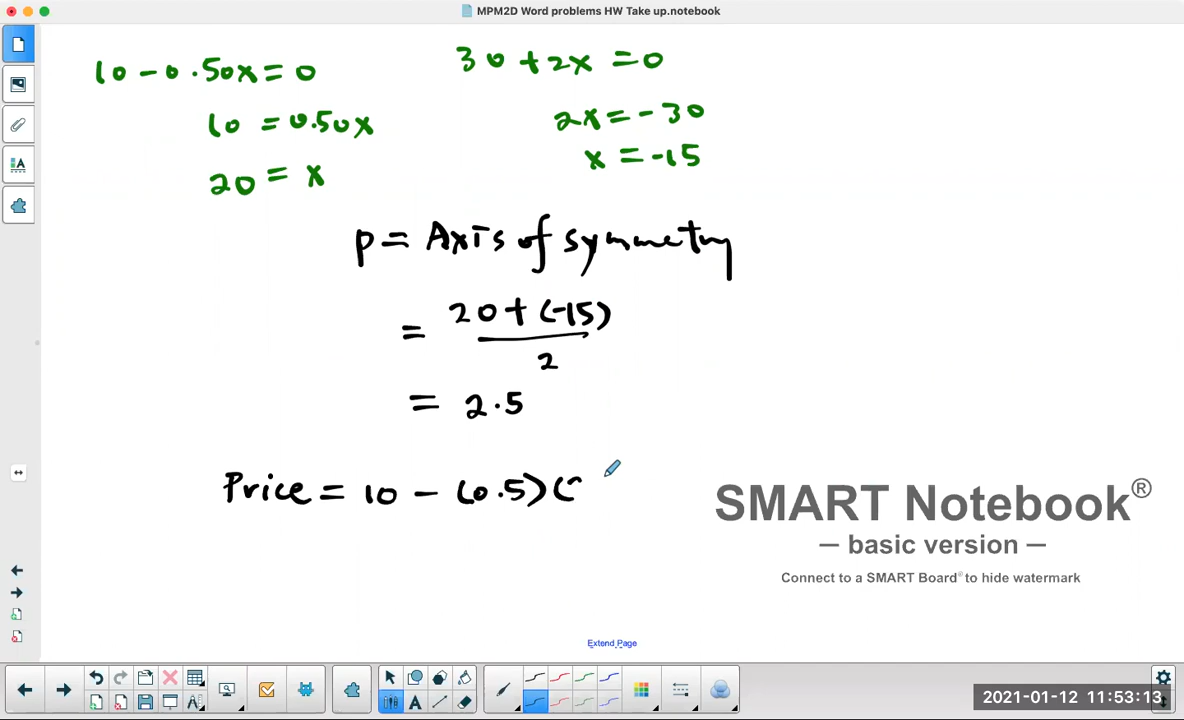 MPM2D Word problems HW Take up.notebook
10 - 0.50x = 0
30 + 2x = 0
10 = 0.50x
2x = -30
20 = x
x = -15
p = Axis of symmetry
= 20 + (-15) / 2
= 2.5
Price = 10 - (0.5)(
SMART Notebook®
— basic version —
Connect to a SMART Board® to hide watermark
Extend Page
2021-01-12 11:53:13